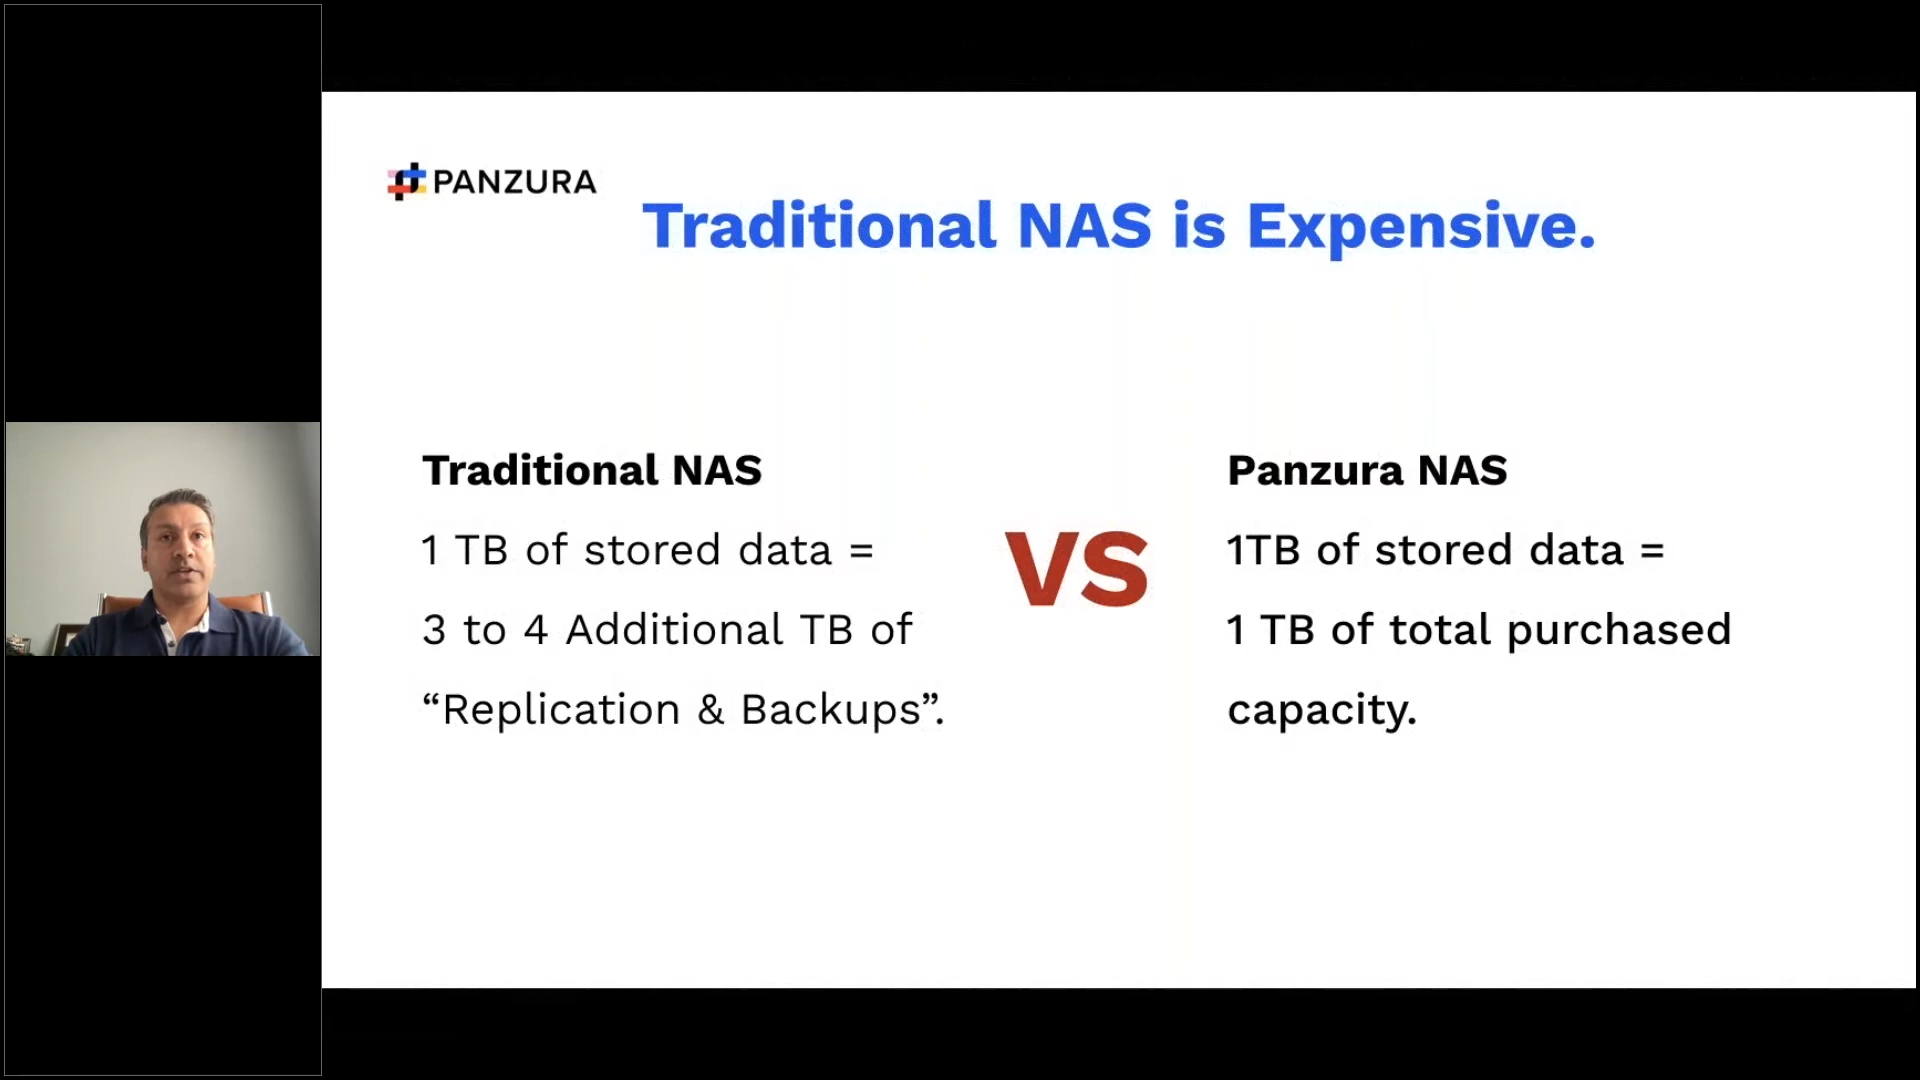 PANZURA
Traditional NAS is Expensive.
Traditional NAS
1 TB of stored data =
3 to 4 Additional TB of
“Replication & Backups”.
VS
Panzura NAS
1TB of stored data =
1 TB of total purchased
capacity.